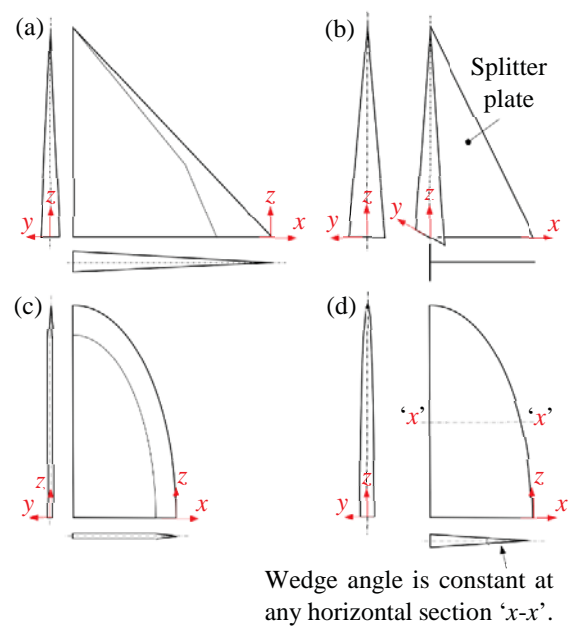 (a)
(b)
Splitter
plate
z
z
z
z
y
x
y
y
x
(c)
(d)
‘x’
‘x’
z
z
z
z
y
x
y
x
Wedge angle is constant at
any horizontal section ‘x-x’.